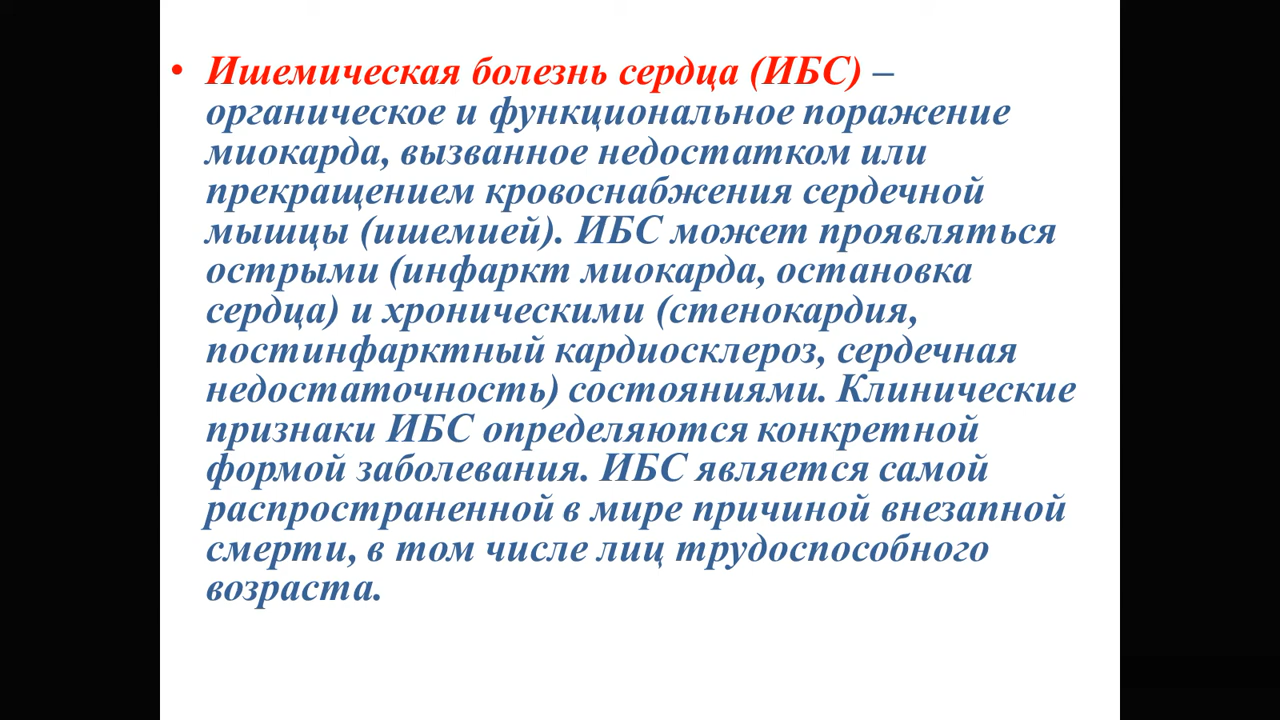 • Ишемическая болезнь сердца (ИБС) –
органическое и функциональное поражение
миокарда, вызванное недостатком или
прекращением кровоснабжения сердечной
мышцы (ишемией). ИБС может проявляться
острыми (инфаркт миокарда, остановка
сердца) и хроническими (стенокардия,
постинфарктный кардиосклероз, сердечная
недостаточность) состояниями. Клинические
признаки ИБС определяются конкретной
формой заболевания. ИБС является самой
распространенной в мире причиной внезапной
смерти, в том числе лиц трудоспособного
возраста.